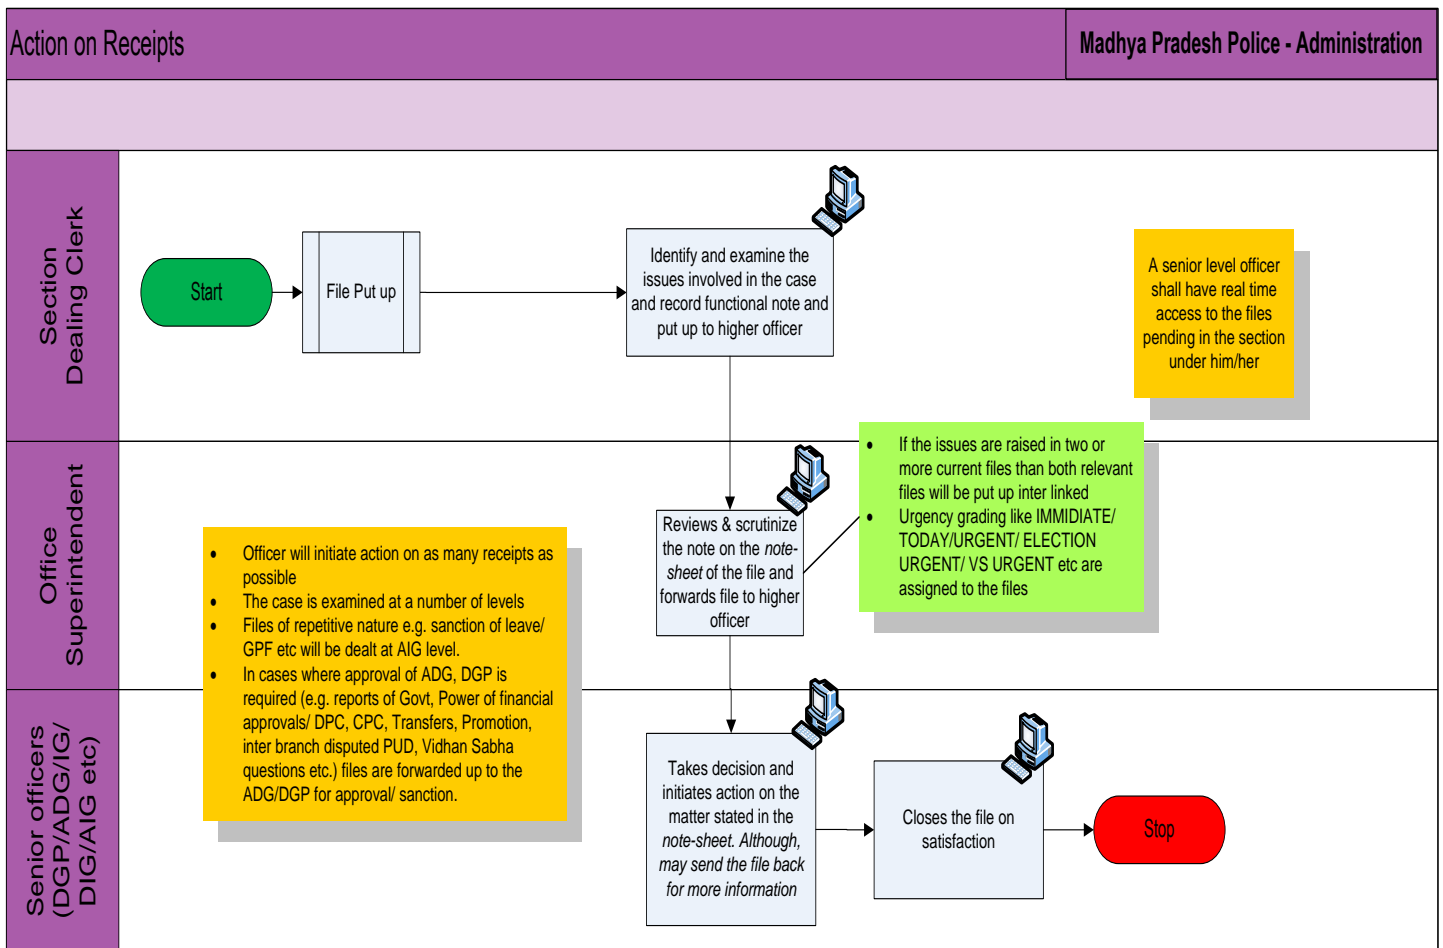 Action on Receipts
Madhya Pradesh Police - Administration
Section
Dealing Clerk
Start
File Put up
Identify and examine the
issues involved in the case
and record functional note and
put up to higher officer
A senior level officer
shall have real time
access to the files
pending in the section
under him/her
Office
Superintendent
• Officer will initiate action on as many receipts as
possible
• The case is examined at a number of levels
• Files of repetitive nature e.g. sanction of leave/
GPF etc will be dealt at AIG level.
• In cases where approval of ADG, DGP is
required (e.g. reports of Govt, Power of financial
approvals/ DPC, CPC, Transfers, Promotion,
inter branch disputed PUD, Vidhan Sabha
questions etc.) files are forwarded up to the
ADG/DGP for approval/ sanction.
Reviews & scrutinize
the note on the note-
sheet of the file and
forwards file to higher
officer
• If the issues are raised in two or
more current files than both relevant
files will be put up inter linked
• Urgency grading like IMMIDIATE/
TODAY/URGENT/ ELECTION
URGENT/ VS URGENT etc are
assigned to the files
Senior officers
(DGP/ADG/IG/
DIG/AIG etc)
Takes decision and
initiates action on the
matter stated in the
note-sheet. Although,
may send the file back
for more information
Closes the file on
satisfaction
Stop